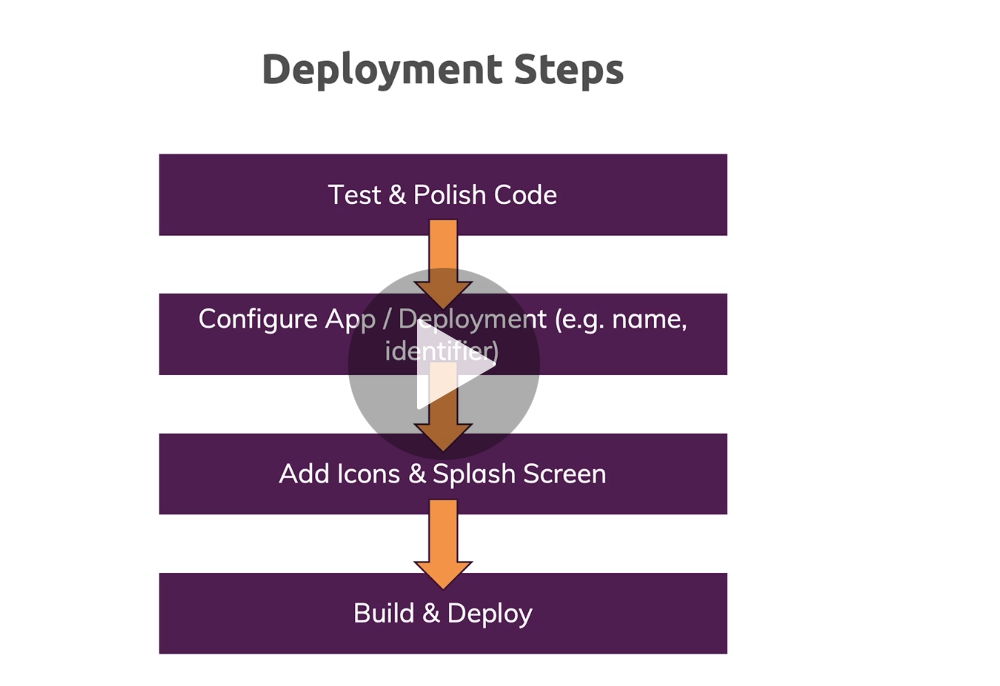 Deployment Steps
Test & Polish Code
Configure App / Deployment (e.g. name,
identifier)
Add Icons & Splash Screen
Build & Deploy